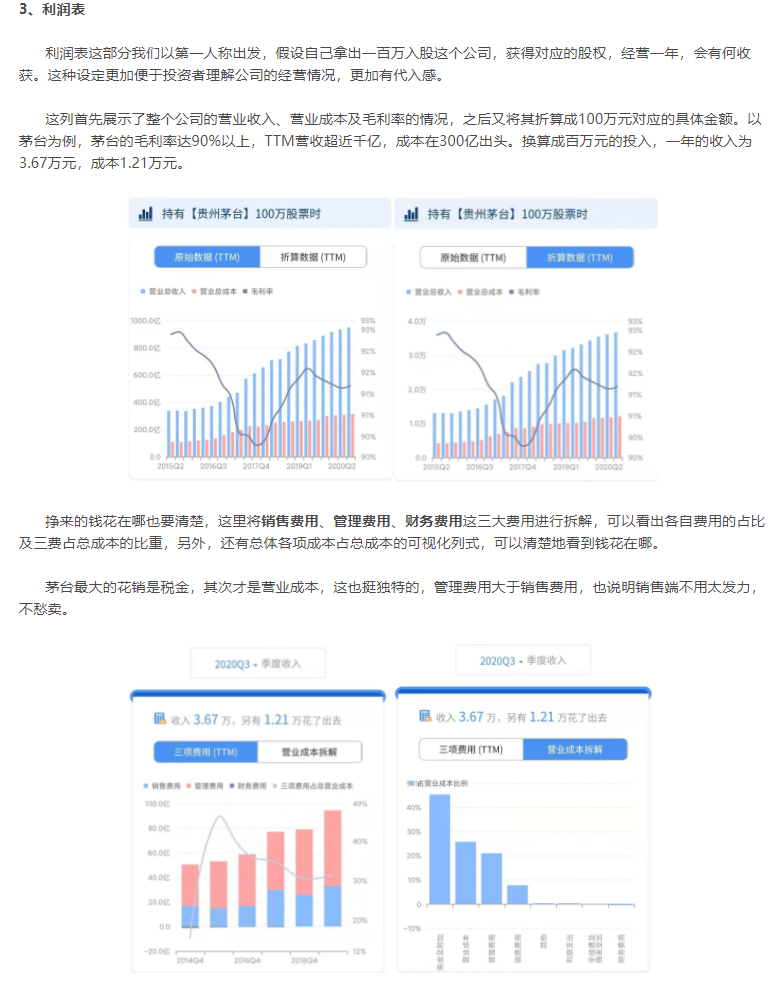 3、利润表
利润表这部分我们以第一人称出发，假设自己拿出一百万入股这个公司，获得对应的股权，经营一年，会有何收
获。这种设定更加便于投资者理解公司的经营情况，更加有代入感。
这列首先展示了整个公司的营业收入、营业成本及毛利率的情况，之后又将其折算成100万元对应的具体金额。以
茅台为例，茅台的毛利率达90%以上，TTM营收超近千亿，成本在300亿出头。换算成百万元的投入，一年的收入为
3.67万元，成本1.21万元。
持有【贵州茅台】100万股票时
原始数据 (TTM) 折算数据 (TTM)
营业总收入 营业总成本 毛利率
1000.0亿 93%
93%
800.0亿
92%
600.0亿 92%
91%
400.0亿
91%
200.0亿
90%
0.0 90%
2015Q2 2016Q3 2017Q4 2019Q1 2020Q2
持有【贵州茅台】100万股票时
原始数据 (TTM) 折算数据 (TTM)
营业总收入 营业总成本 毛利率
4.0万 93%
93%
3.0万
92%
92%
2.0万
91%
91%
1.0万
90%
0.0 90%
2015Q2 2016Q3 2017Q4 2019Q1 2020Q2
挣来的钱花在哪也要清楚，这里将销售费用、管理费用、财务费用这三大费用进行拆解，可以看出各自费用的占比
及三费占总成本的比重，另外，还有总体各项成本占总成本的可视化列式，可以清楚地看到钱花在哪。
茅台最大的花销是税金，其次才是营业成本，这也挺独特的，管理费用大于销售费用，也说明销售端不用太发力，
不愁卖。
2020Q3 季度收入
收入 3.67 万，另有 1.21 万花了出去
三项费用 (TTM) 营业成本拆解
销售费用 管理费用 财务费用 三项费用占总营业成本
100.0亿 49%
80.0亿
40%
60.0亿
40.0亿 30%
20.0亿
20%
0.0
-20.0亿 12%
2014Q4 2016Q4 2018Q4
2020Q3 季度收入
收入 3.67 万，另有 1.21 万花了出去
三项费用 (TTM) 营业成本拆解
占营业成本比例
40%
30%
20%
10%
0
-10%
税金及附加
营业成本
管理费用
销售费用
其他
利息支出
手续费及
佣金支出
财务费用